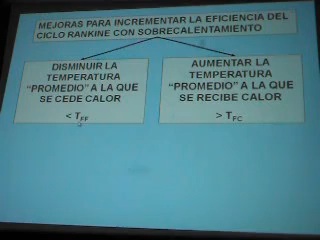 MEJORAS PARA INCREMENTAR LA EFICIENCIA DEL
CICLO RANKINE CON SOBRECALENTAMIENTO
DISMINUIR LA
TEMPERATURA
“PROMEDIO” A LA QUE
SE CEDE CALOR
< TFF
AUMENTAR LA
TEMPERATURA
“PROMEDIO” A LA QUE
SE RECIBE CALOR
> TFC